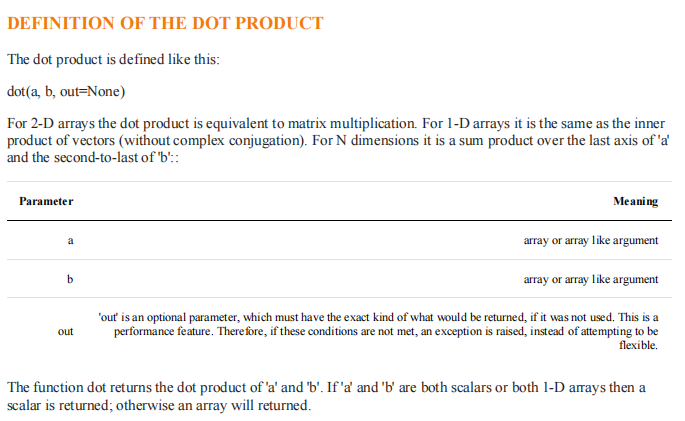 DEFINITION OF THE DOT PRODUCT
The dot product is defined like this:
dot(a, b, out=None)
For 2-D arrays the dot product is equivalent to matrix multiplication. For 1-D arrays it is the same as the inner
product of vectors (without complex conjugation). For N dimensions it is a sum product over the last axis of 'a'
and the second-to-last of 'b'::
Parameter Meaning
a array or array like argument
b array or array like argument
'out' is an optional parameter, which must have the exact kind of what would be returned, if it was not used. This is a
out performance feature. Therefore, if these conditions are not met, an exception is raised, instead of attempting to be
flexible.
The function dot returns the dot product of 'a' and 'b'. If 'a' and 'b' are both scalars or both 1-D arrays then a
scalar is returned; otherwise an array will returned.